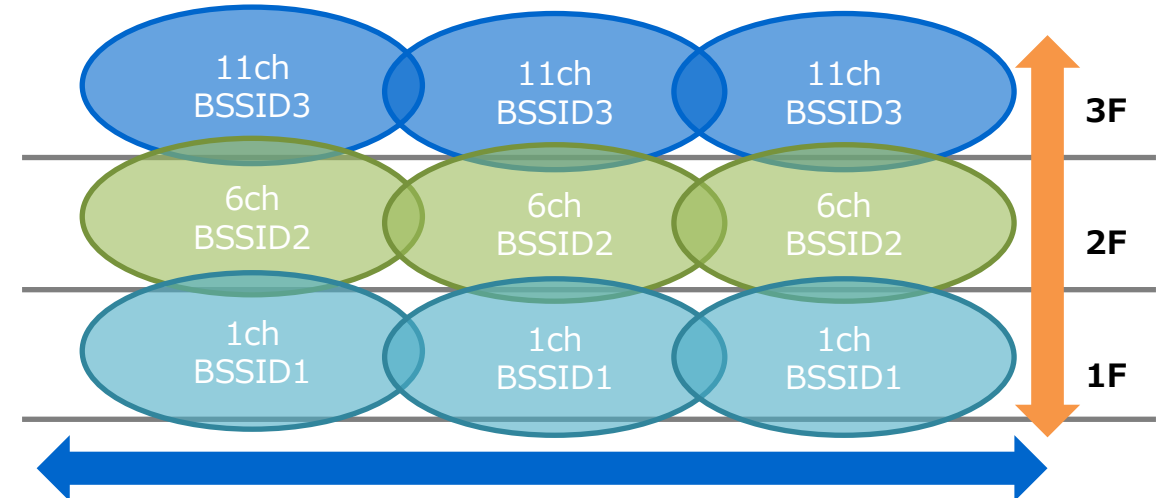 11ch
BSSID3
11ch
BSSID3
11ch
BSSID3
3F
6ch
BSSID2
6ch
BSSID2
6ch
BSSID2
2F
1ch
BSSID1
1ch
BSSID1
1ch
BSSID1
1F